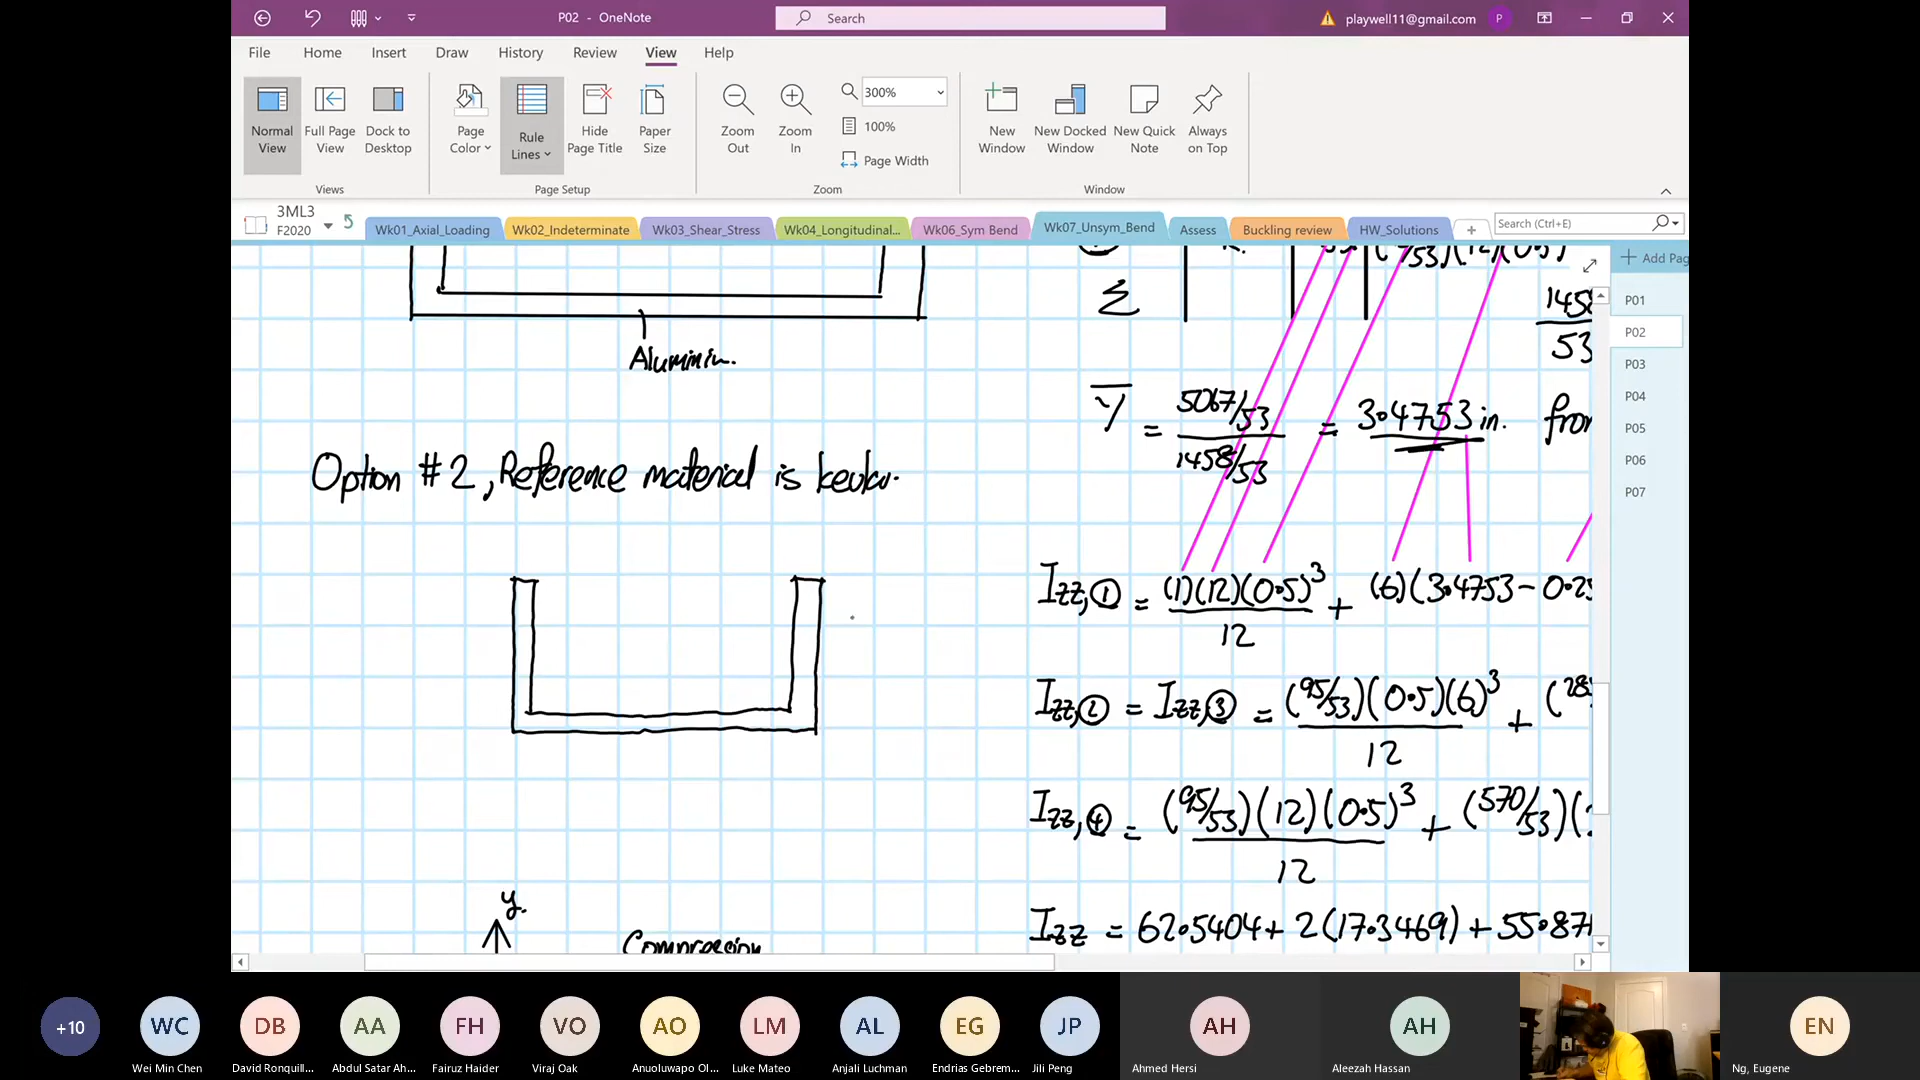 P02 - OneNote
Search
playwell11@gmail.com
P
File Home Insert Draw History Review View Help
Normal View
Full Page View
Dock to Desktop
Page Color
Rule Lines
Hide Page Title
Paper Size
Zoom Out
Zoom In
300%
100%
Page Width
New Window
New Docked Window
New Quick Note
Always on Top
Views
Page Setup
Zoom
Window
3ML3
F2020
Wk01_Axial_Loading
Wk02_Indeterminate
Wk03_Shear_Stress
Wk04_Longitudinal...
Wk06_Sym Bend
Wk07_Unsym_Bend
Assess
Buckling review
HW_Solutions
Search (Ctrl+E)
Add Pag
P01
P02
P03
P04
P05
P06
P07
Σ
1458
53
Ȳ = 5067/53 / 1458/53 = 3.4753 in. from
Option #2, Reference material is kevlar.
Izz,① = (1)(12)(0.5)³ / 12 + (6)(3.4753 - 0.25
Izz,② = Izz,③ = (95/53)(0.5)(6)³ / 12 + (285
Izz,④ = (95/53)(12)(0.5)³ / 12 + (570/53)(
Izz = 62.5404 + 2(17.3469) + 55.87
y
Compression
+10
WC
DB
AA
FH
VO
AO
LM
AL
EG
JP
AH
AH
EN
Wei Min Chen
David Ronquill...
Abdul Satar Ah...
Fairuz Haider
Viraj Oak
Anuoluwapo Ol...
Luke Mateo
Anjali Luchman
Endrias Gebrem...
Jili Peng
Ahmed Hersi
Aleezah Hassan
Ng, Eugene